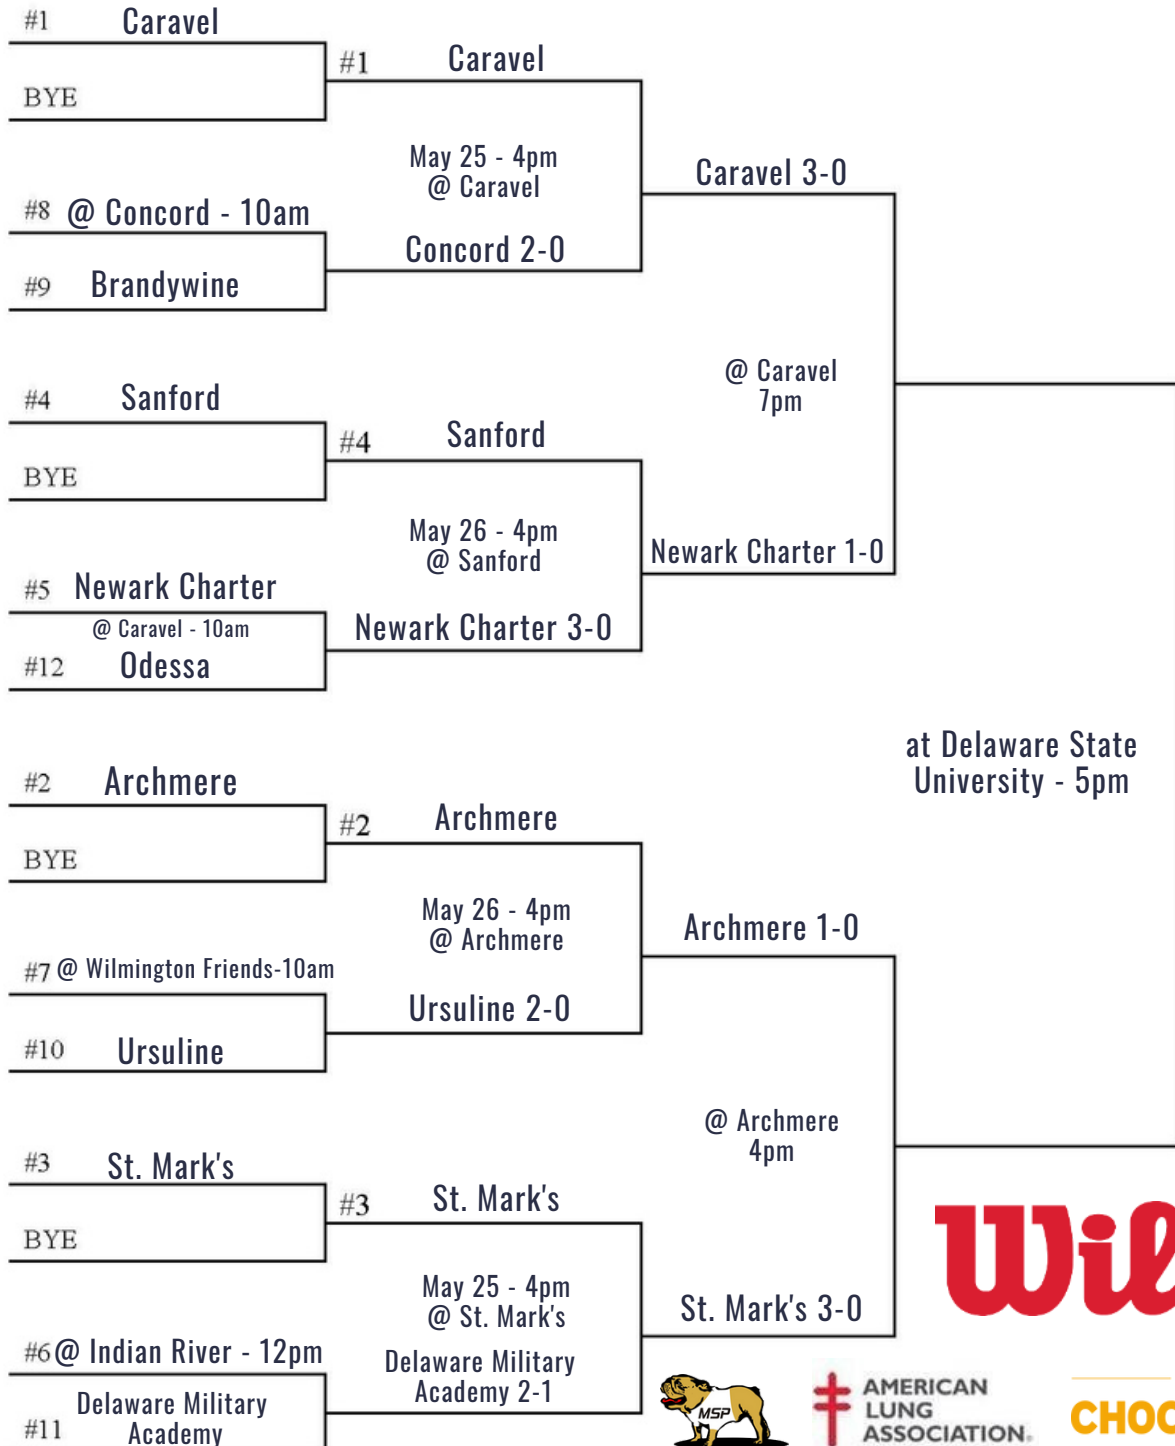 #1 Caravel
BYE
#1 Caravel
May 25 - 4pm
@ Caravel
#8 @ Concord - 10am
#9 Brandywine
Concord 2-0
Caravel 3-0
#4 Sanford
BYE
#4 Sanford
May 26 - 4pm
@ Sanford
#5 Newark Charter
@ Caravel - 10am
#12 Odessa
Newark Charter 3-0
Newark Charter 1-0
@ Caravel
7pm
at Delaware State
University - 5pm
#2 Archmere
BYE
#2 Archmere
May 26 - 4pm
@ Archmere
#7 @ Wilmington Friends-10am
#10 Ursuline
Ursuline 2-0
Archmere 1-0
@ Archmere
4pm
#3 St. Mark's
BYE
#3 St. Mark's
May 25 - 4pm
@ St. Mark's
#6 @ Indian River - 12pm
#11 Delaware Military
Academy
Delaware Military
Academy 2-1
St. Mark's 3-0
Wil
MSP
AMERICAN
LUNG
ASSOCIATION.
CHOC